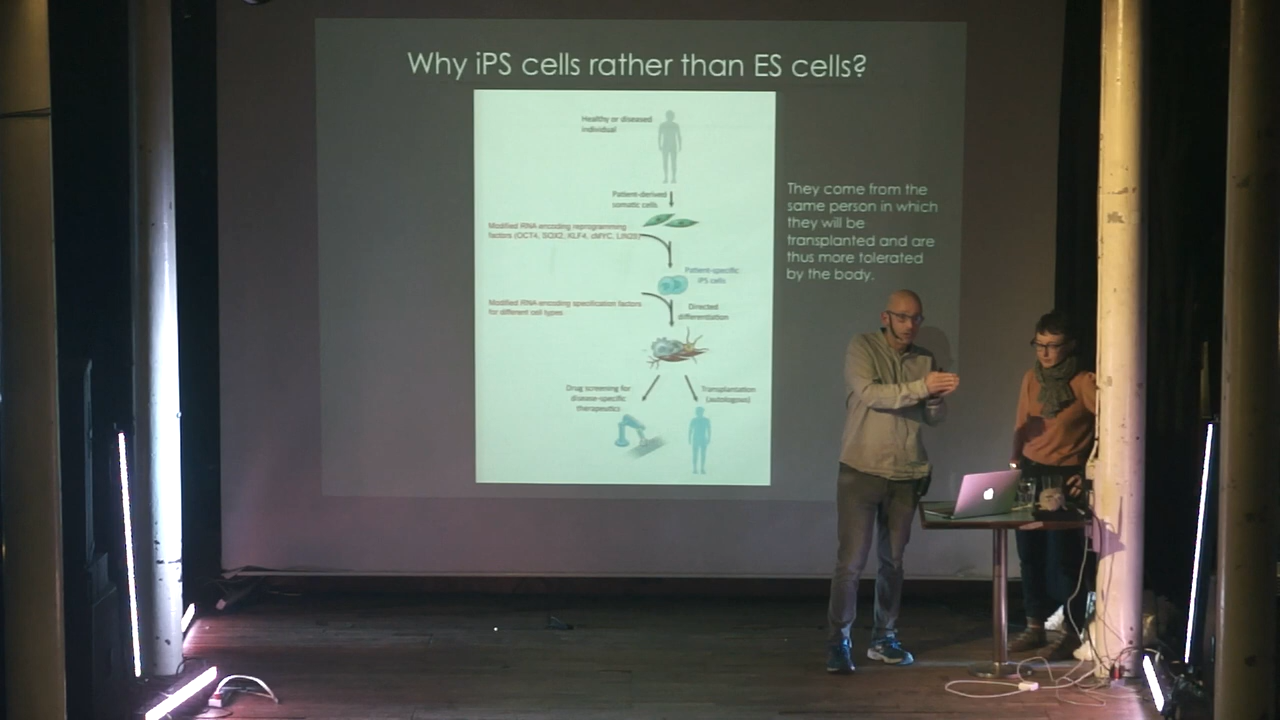 Why iPS cells rather than ES cells?
Healthy or diseased
individual
Patient-derived
somatic cells
Modified RNA encoding reprogramming
factors (OCT4, SOX2, KLF4, cMYC, LIN28)
Patient-specific
iPS cells
Modified RNA encoding specification factors
for different cell types
Directed
differentiation
Drug screening for
disease-specific
therapeutics
Transplantation
(autologous)
They come from the
same person in which
they will be
transplanted and are
thus more tolerated
by the body.